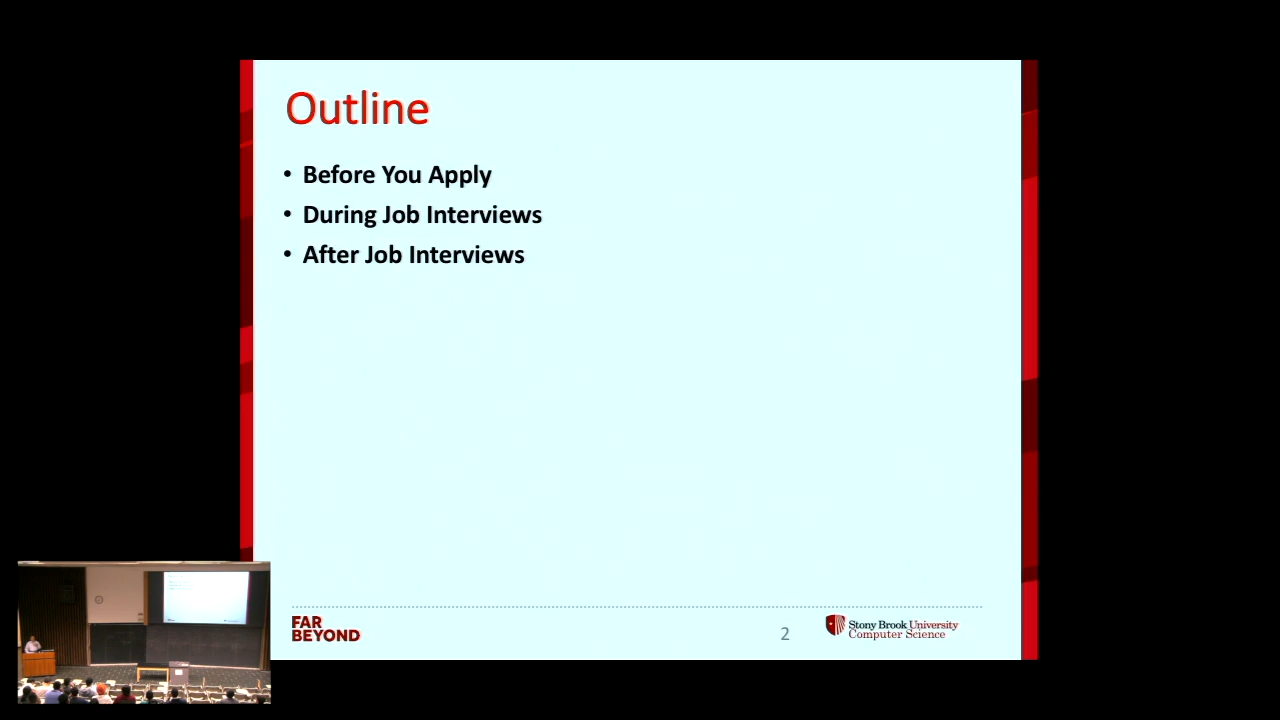 Outline
• Before You Apply
• During Job Interviews
• After Job Interviews
FAR
BEYOND
2
Stony Brook University
Computer Science